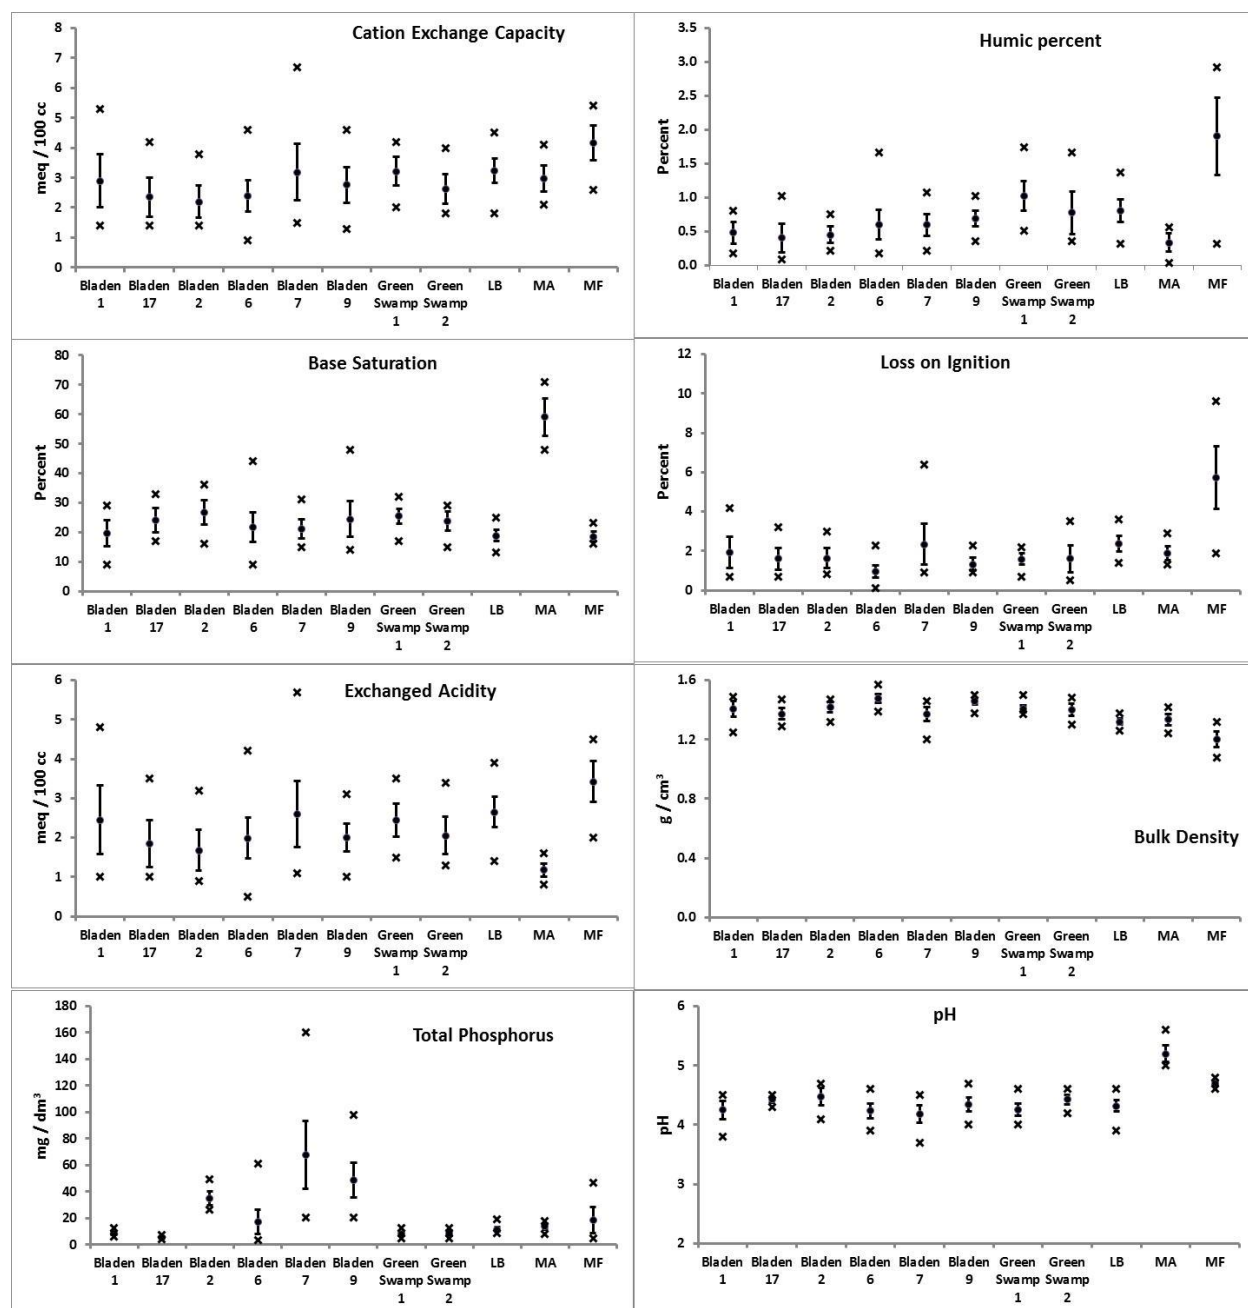 Cation Exchange Capacity
meq / 100 cc
8
7
6
5
4
3
2
1
0
Bladen Bladen Bladen Bladen Bladen Bladen Green Green LB MA MF
1 17 2 6 7 9 Swamp Swamp
1 2
Humic percent
Percent
3.5
3.0
2.5
2.0
1.5
1.0
0.5
0.0
Bladen Bladen Bladen Bladen Bladen Bladen Green Green LB MA MF
1 17 2 6 7 9 Swamp Swamp
1 2
Base Saturation
Percent
80
70
60
50
40
30
20
10
0
Bladen Bladen Bladen Bladen Bladen Bladen Green Green LB MA MF
1 17 2 6 7 9 Swamp Swamp
1 2
Loss on Ignition
Percent
12
10
8
6
4
2
0
Bladen Bladen Bladen Bladen Bladen Bladen Green Green LB MA MF
1 17 2 6 7 9 Swamp Swamp
1 2
Exchanged Acidity
meq / 100 cc
6
5
4
3
2
1
0
Bladen Bladen Bladen Bladen Bladen Bladen Green Green LB MA MF
1 17 2 6 7 9 Swamp Swamp
1 2
Bulk Density
g / cm³
1.6
1.2
0.8
0.4
0.0
Bladen Bladen Bladen Bladen Bladen Bladen Green Green LB MA MF
1 17 2 6 7 9 Swamp Swamp
1 2
Total Phosphorus
mg / dm³
180
160
140
120
100
80
60
40
20
0
Bladen Bladen Bladen Bladen Bladen Bladen Green Green LB MA MF
1 17 2 6 7 9 Swamp Swamp
1 2
pH
pH
6
5
4
3
2
Bladen Bladen Bladen Bladen Bladen Bladen Green Green LB MA MF
1 17 2 6 7 9 Swamp Swamp
1 2